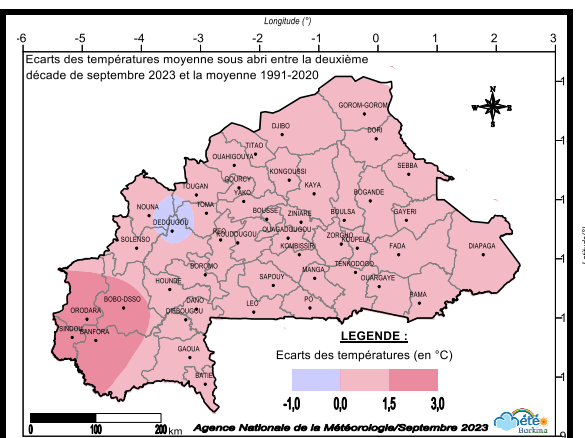 Longitude (°)
-6 -5 -4 -3 -2 -1 0 1 2 3
Ecarts des températures moyenne sous abri entre la deuxième
décade de septembre 2023 et la moyenne 1991-2020
N
W E
S
GOROM-GOROM
DJIBO
DORI
TITAO
OUAHIGOUYA
SEBBA
KONGOUSSI
GOURCY
TOUGAN
KAYA
YAKO
BOGANDE
NOUNA
TOMA
BOUSSE
ZINIARE
BOULSA
GAYERI
DEDOUGOU
OUAGADOUGOU
KOUDOUGOU
ZORGHO
SOLENSO
KOUPELA
KOMBISSIRI
FADA
DIAPAGA
BOROMO
TENKODOGO
MANGA
HOUNDE
SAPOUY
OUARGAYE
BOBO-DSSO
DANO
LEO
PO
PAMA
ORODARA
DIEBOUGOU
SINDOU
BANFORA
GAOUA
BATIE
LEGENDE :
Ecarts des températures (en °C)
-1,0 0,0 1,5 3,0
0 100 200 km
Agence Nationale de la Météorologie/Septembre 2023
météo
Burkina